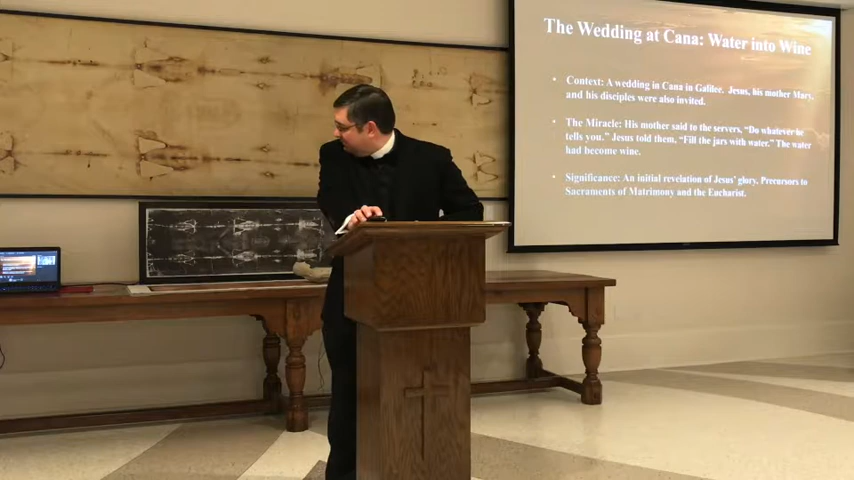 The Wedding at Cana: Water into Wine
• Context: A wedding in Cana in Galilee. Jesus, his mother Mary,
and his disciples were also invited.
• The Miracle: His mother said to the servers, “Do whatever he
tells you.” Jesus told them, “Fill the jars with water.” The water
had become wine.
• Significance: An initial revelation of Jesus’ glory. Precursors to
Sacraments of Matrimony and the Eucharist.